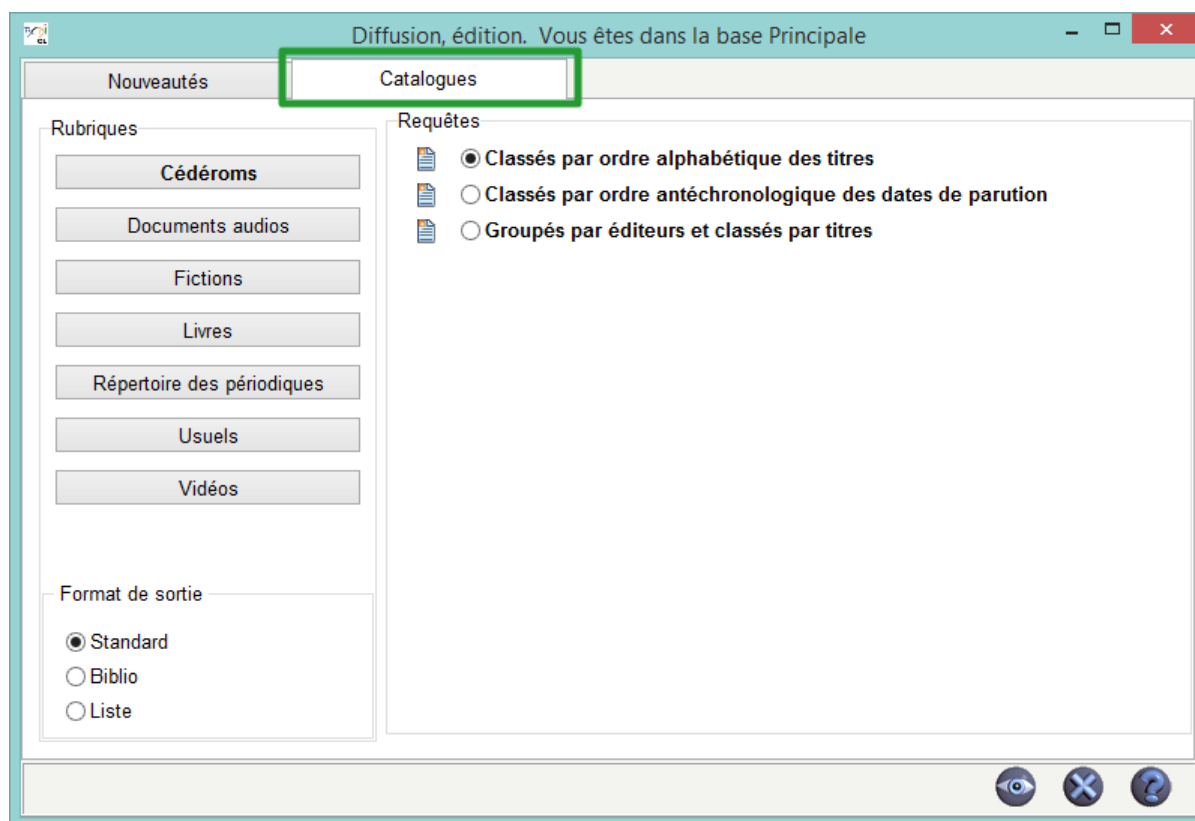 Diffusion, édition. Vous êtes dans la base Principale
Nouveautés
Catalogues
Rubriques
Cédéroms
Documents audios
Fictions
Livres
Répertoire des périodiques
Usuels
Vidéos
Format de sortie
Standard
Biblio
Liste
Requêtes
Classés par ordre alphabétique des titres
Classés par ordre antéchronologique des dates de parution
Groupés par éditeurs et classés par titres